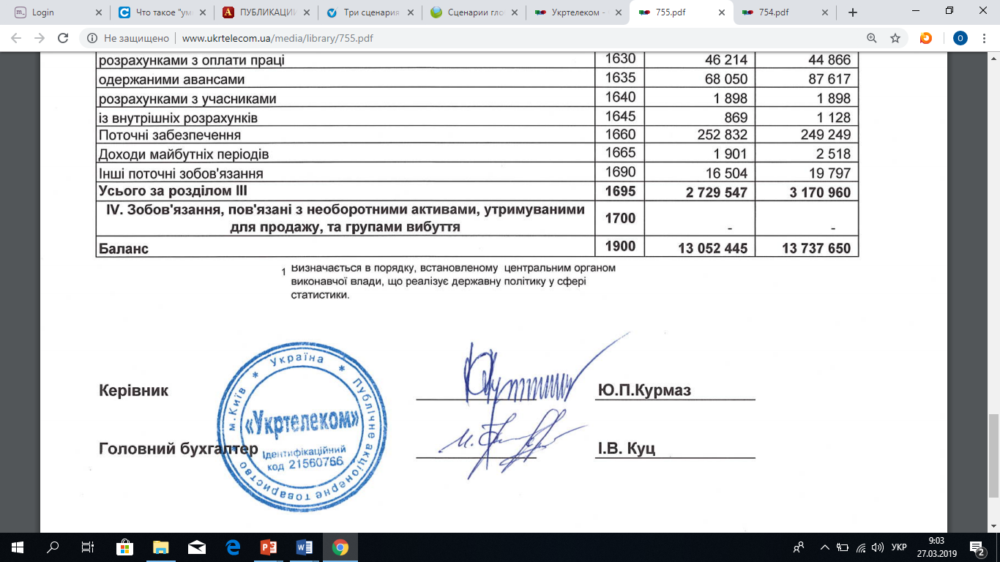 Login
Что такое "ум
ПУБЛИКАЦИ
Три сценария
Сценарии гло
Укртелеком -
755.pdf
754.pdf
Не защищено
www.ukrtelecom.ua/media/library/755.pdf
розрахунками з оплати праці 1630 46 214 44 866
одержаними авансами 1635 68 050 87 617
розрахунками з учасниками 1640 1 898 1 898
із внутрішніх розрахунків 1645 869 1 128
Поточні забезпечення 1660 252 832 249 249
Доходи майбутніх періодів 1665 1 901 2 518
Інші поточні зобов'язання 1690 16 504 19 797
Усього за розділом III 1695 2 729 547 3 170 960
IV. Зобов'язання, пов'язані з необоротними активами, утримуваними
для продажу, та групами вибуття 1700 - -
Баланс 1900 13 052 445 13 737 650
1 Визначається в порядку, встановленому центральним органом
виконавчої влади, що реалізує державну політику у сфері
статистики.
Керівник
Ю.П.Курмаз
Головний бухгалтер
І.В. Куц
Україна * Публічне акціонерне товариство * м.Київ *
«Укртелеком»
Ідентифікаційний
код 21560766
УКР
9:03
27.03.2019
2